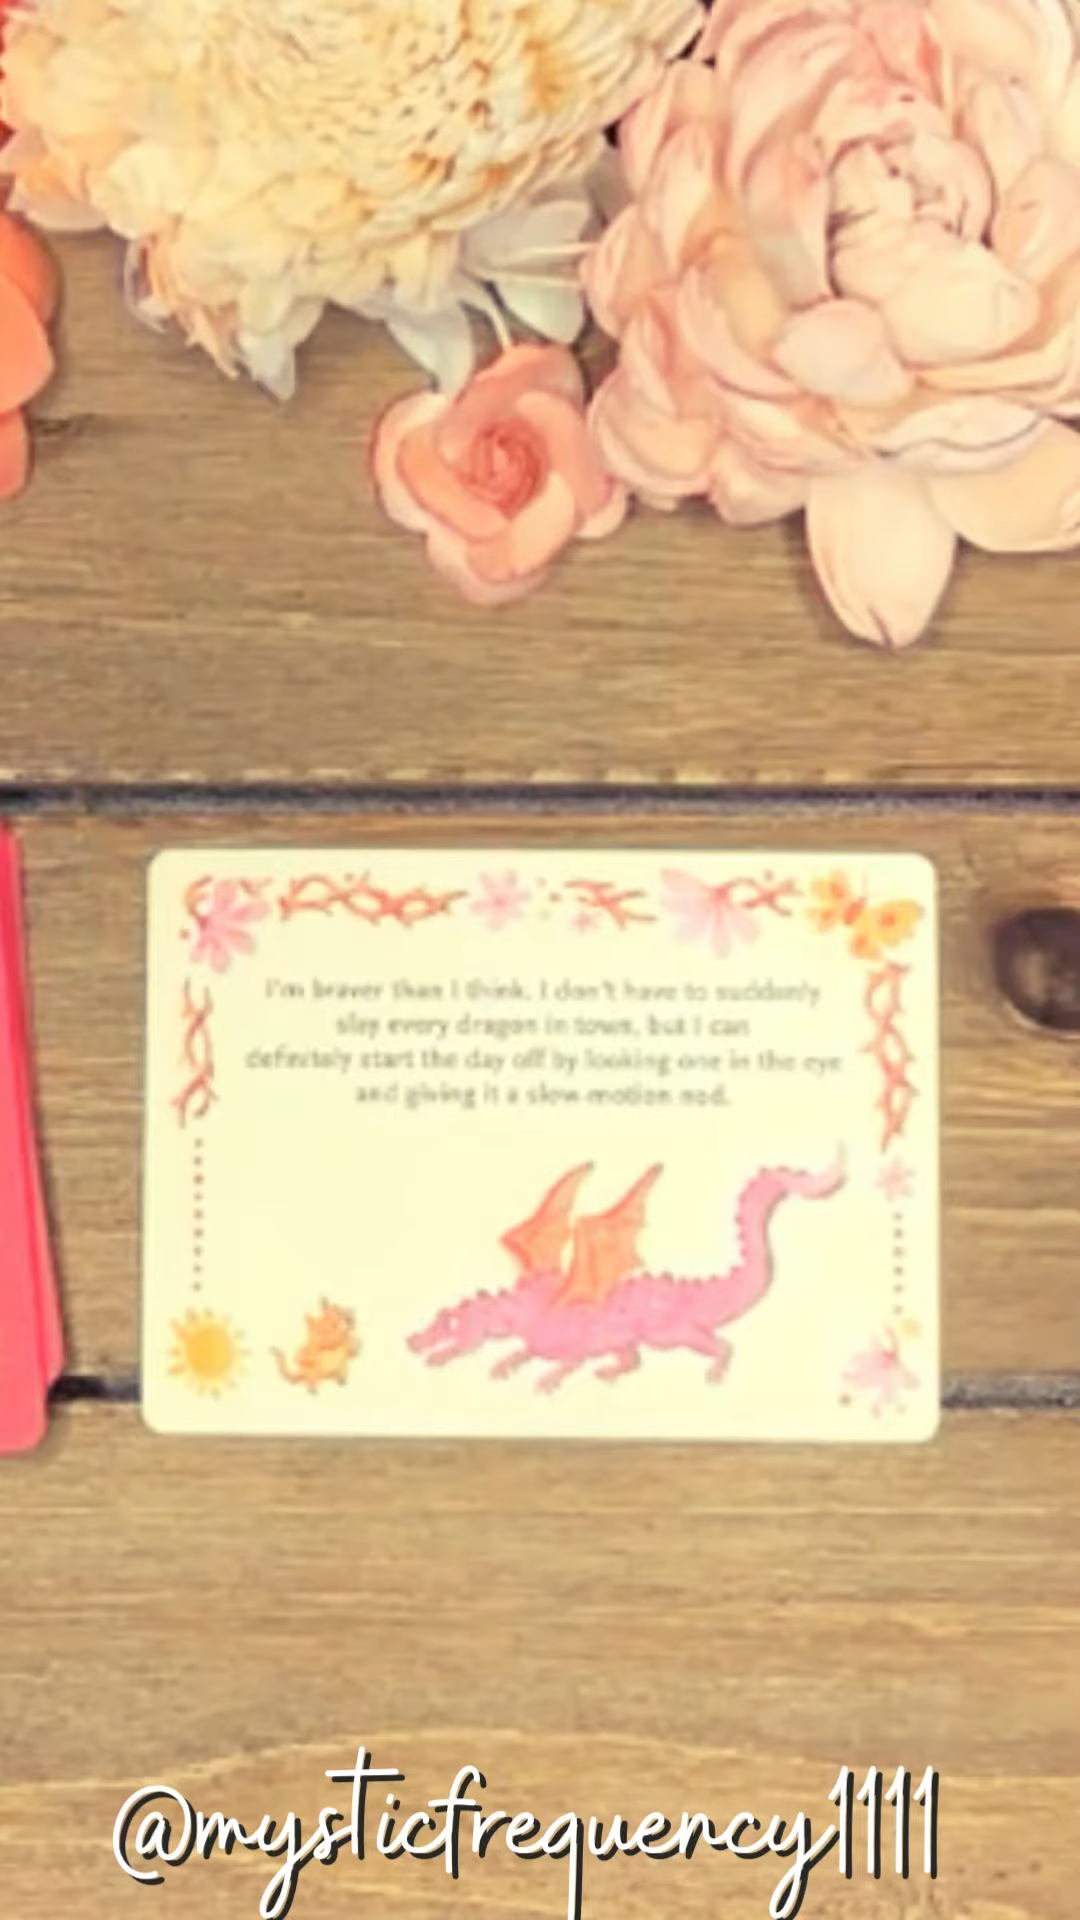 I'm braver than I think. I don't have to suddenly
slay every dragon in town, but I can
definitely start the day off by looking one in the eye
and giving it a slow-motion nod.
@mysticfrequency1111